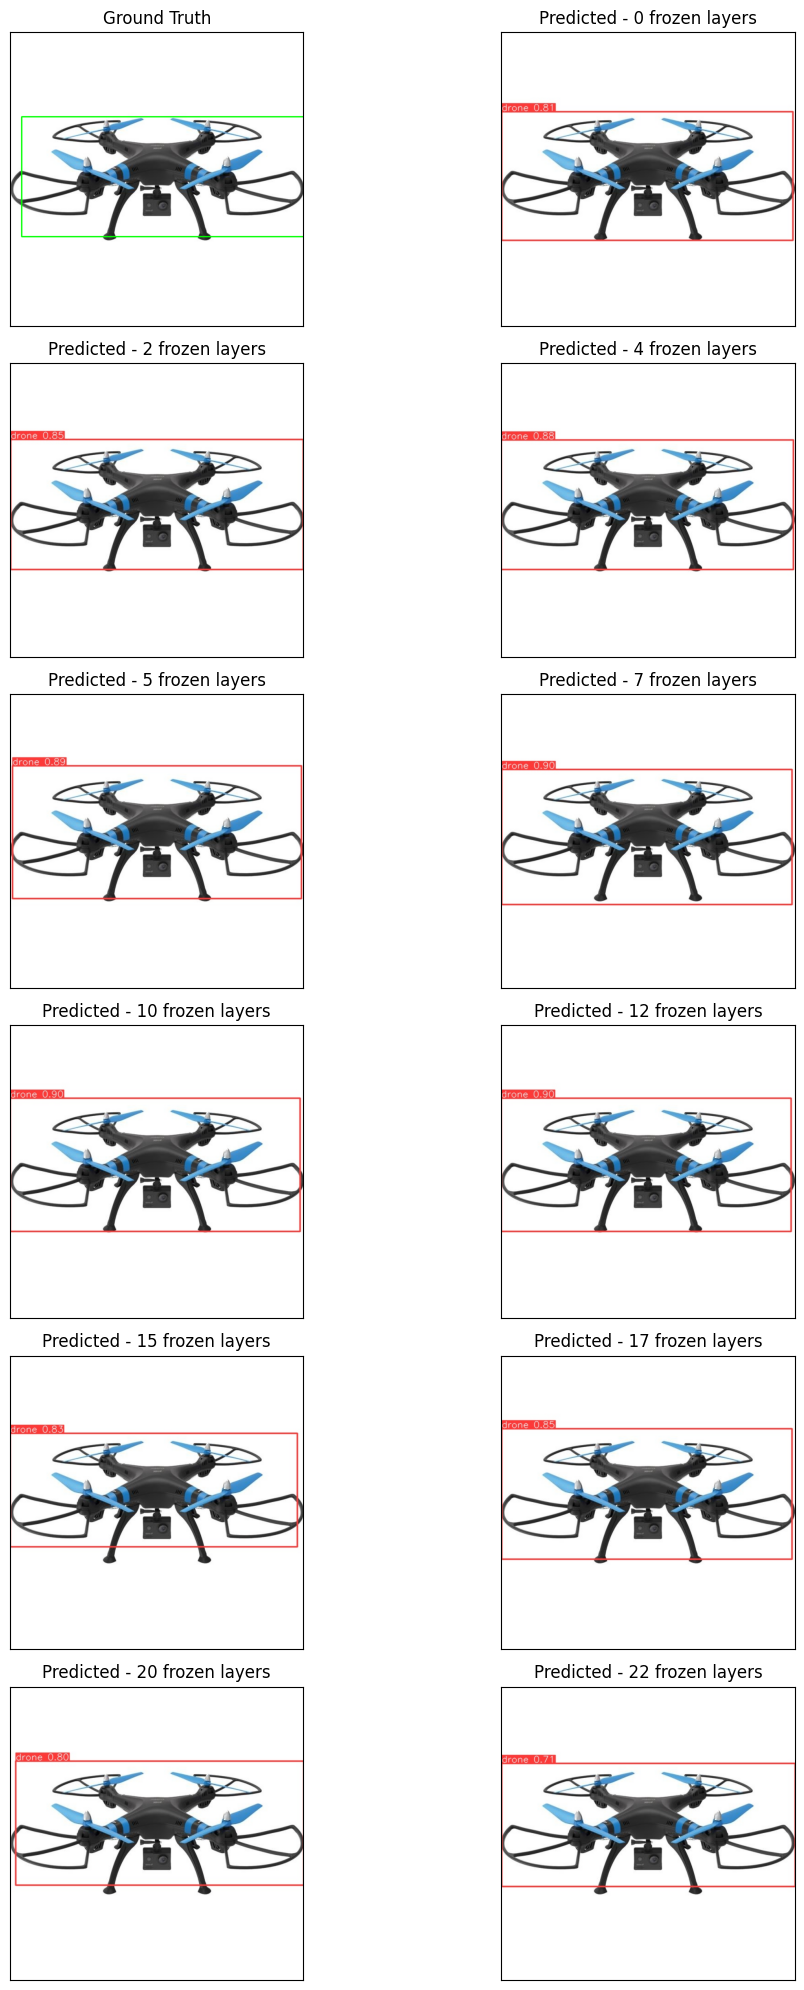 Ground Truth
Predicted - 0 frozen layers
drone 0.81
Predicted - 2 frozen layers
Predicted - 4 frozen layers
drone 0.85
drone 0.88
Predicted - 5 frozen layers
Predicted - 7 frozen layers
drone 0.89
drone 0.90
Predicted - 10 frozen layers
Predicted - 12 frozen layers
drone 0.90
drone 0.90
Predicted - 15 frozen layers
Predicted - 17 frozen layers
drone 0.83
drone 0.85
Predicted - 20 frozen layers
Predicted - 22 frozen layers
drone 0.80
drone 0.71